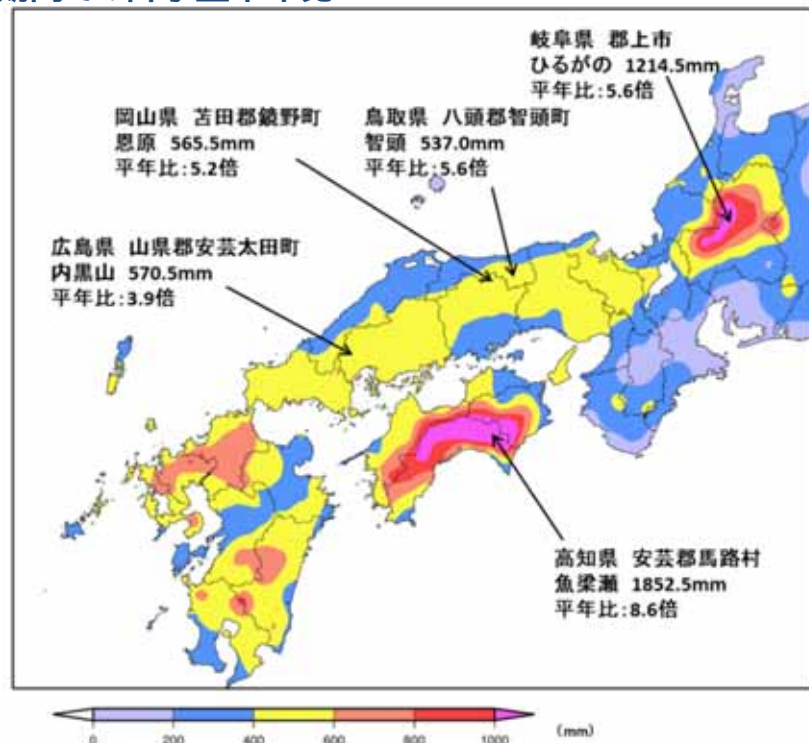 岐阜県 郡上市
ひるがの 1214.5mm
平年比:5.6倍
岡山県 苫田郡鏡野町
恩原 565.5mm
平年比:5.2倍
鳥取県 八頭郡智頭町
智頭 537.0mm
平年比:5.6倍
広島県 山県郡安芸太田町
内黒山 570.5mm
平年比:3.9倍
高知県 安芸郡馬路村
魚梁瀬 1852.5mm
平年比:8.6倍
0 200 400 600 800 1000 (mm)